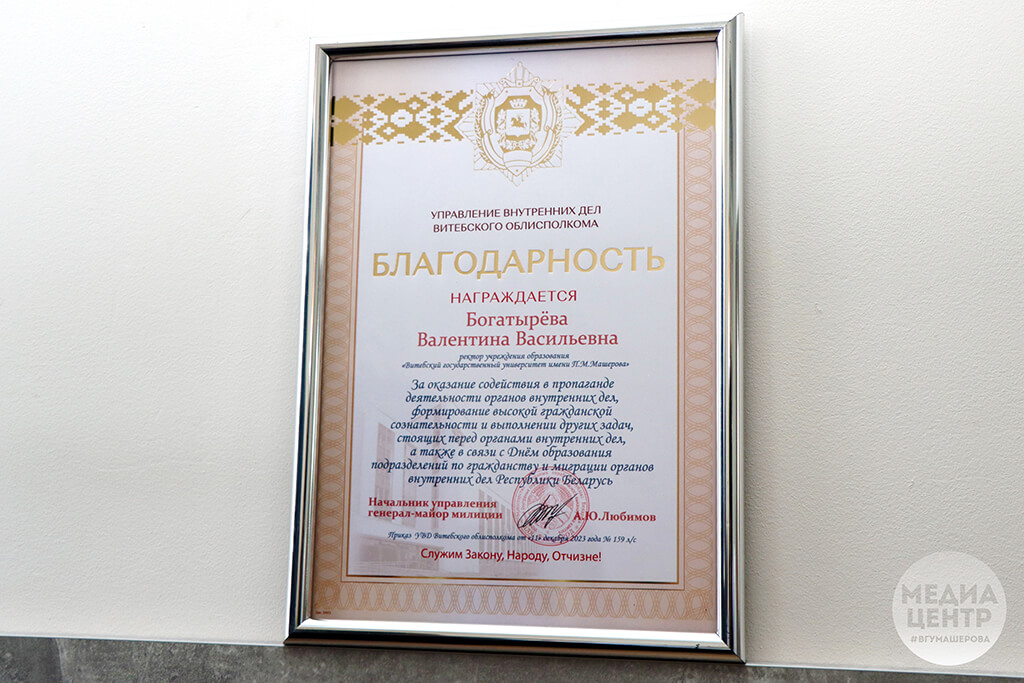 УПРАВЛЕНИЕ ВНУТРЕННИХ ДЕЛ
ВИТЕБСКОГО ОБЛИСПОЛКОМА
БЛАГОДАРНОСТЬ
НАГРАЖДАЕТСЯ
Богатырёва
Валентина Васильевна
ректор учреждения образования
«Витебский государственный университет имени П.М.Машерова»
За оказание содействия в пропаганде
деятельности органов внутренних дел,
формирование высокой гражданской
сознательности и выполнении других задач,
стоящих перед органами внутренних дел,
а также в связи с Днём образования
подразделений по гражданству и миграции органов
внутренних дел Республики Беларусь
Начальник управления
генерал-майор милиции А.Ю.Любимов
Приказ УВД Витебского облисполкома от «11» декабря 2023 года № 159 л/с
Служим Закону, Народу, Отчизне!
МЕДИА
ЦЕНТР
#ВГУМАШЕРОВА